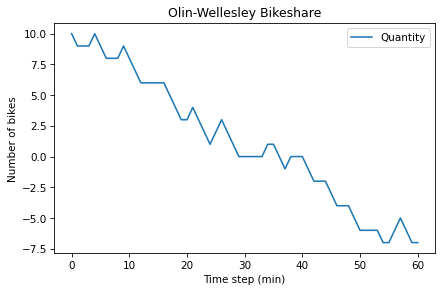 Olin-Wellesley Bikeshare
Quantity
10.0
7.5
5.0
2.5
0.0
−2.5
−5.0
−7.5
Number of bikes
0 10 20 30 40 50 60
Time step (min)